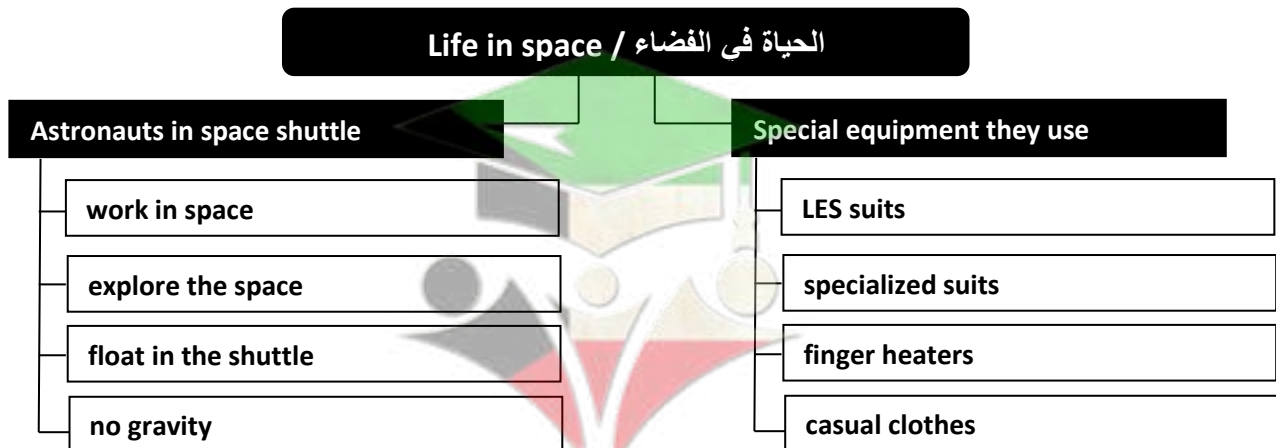 Life in space / الحياة في الفضاء
Astronauts in space shuttle
work in space
explore the space
float in the shuttle
no gravity
Special equipment they use
LES suits
specialized suits
finger heaters
casual clothes